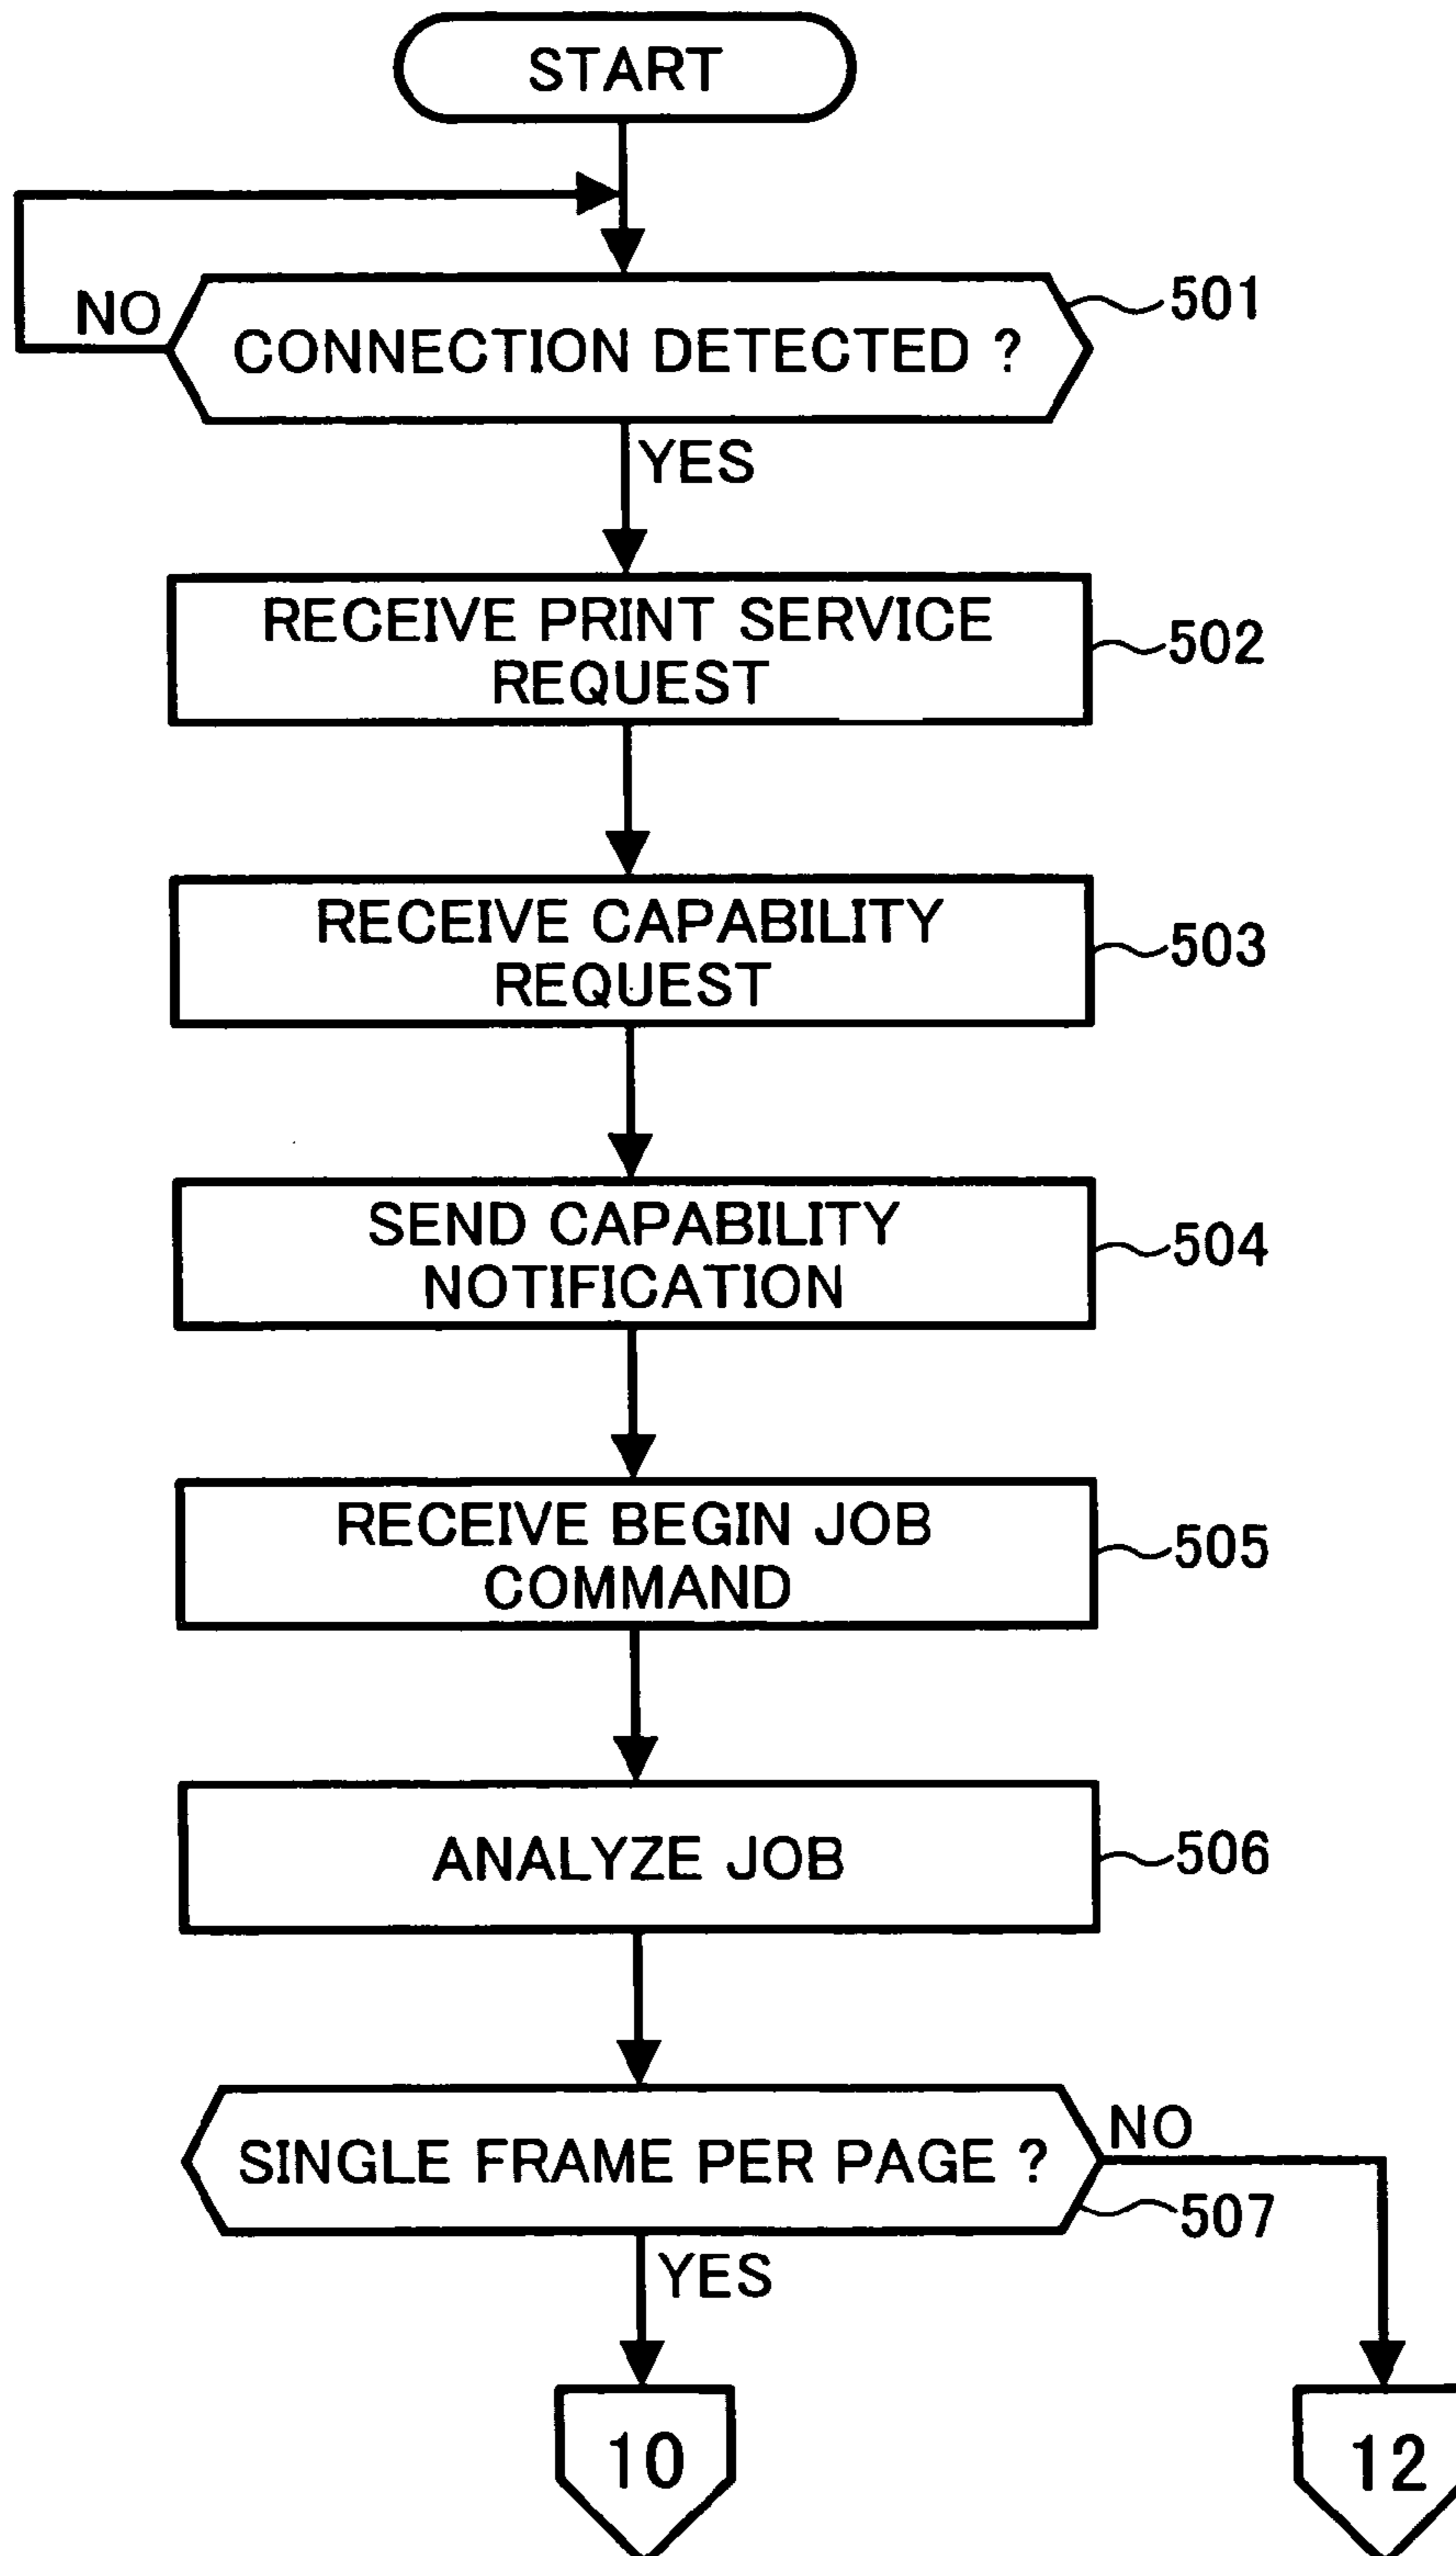 START
NO
501
CONNECTION DETECTED ?
YES
RECEIVE PRINT SERVICE
REQUEST
502
RECEIVE CAPABILITY
REQUEST
503
SEND CAPABILITY
NOTIFICATION
504
RECEIVE BEGIN JOB
COMMAND
505
ANALYZE JOB
506
NO
SINGLE FRAME PER PAGE ?
507
YES
10
12